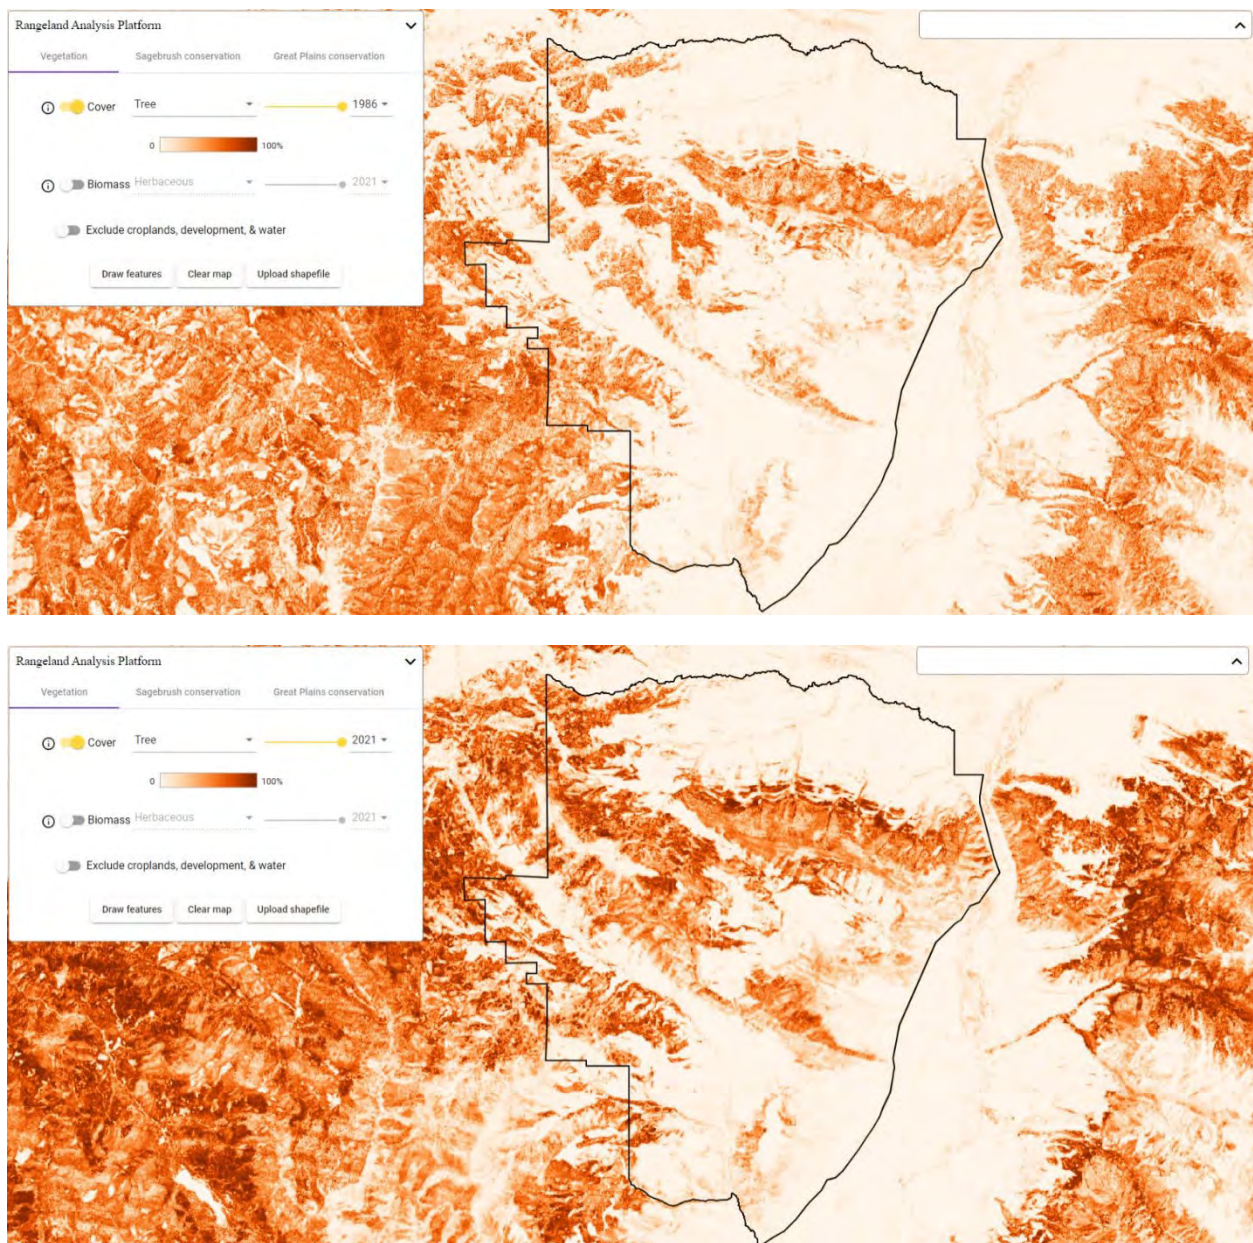 Rangeland Analysis Platform
Vegetation Sagebrush conservation Great Plains conservation
Cover Tree 1986
0 100%
Biomass Herbaceous 2021
Exclude croplands, development, & water
Draw features Clear map Upload shapefile
Rangeland Analysis Platform
Vegetation Sagebrush conservation Great Plains conservation
Cover Tree 2021
0 100%
Biomass Herbaceous 2021
Exclude croplands, development, & water
Draw features Clear map Upload shapefile